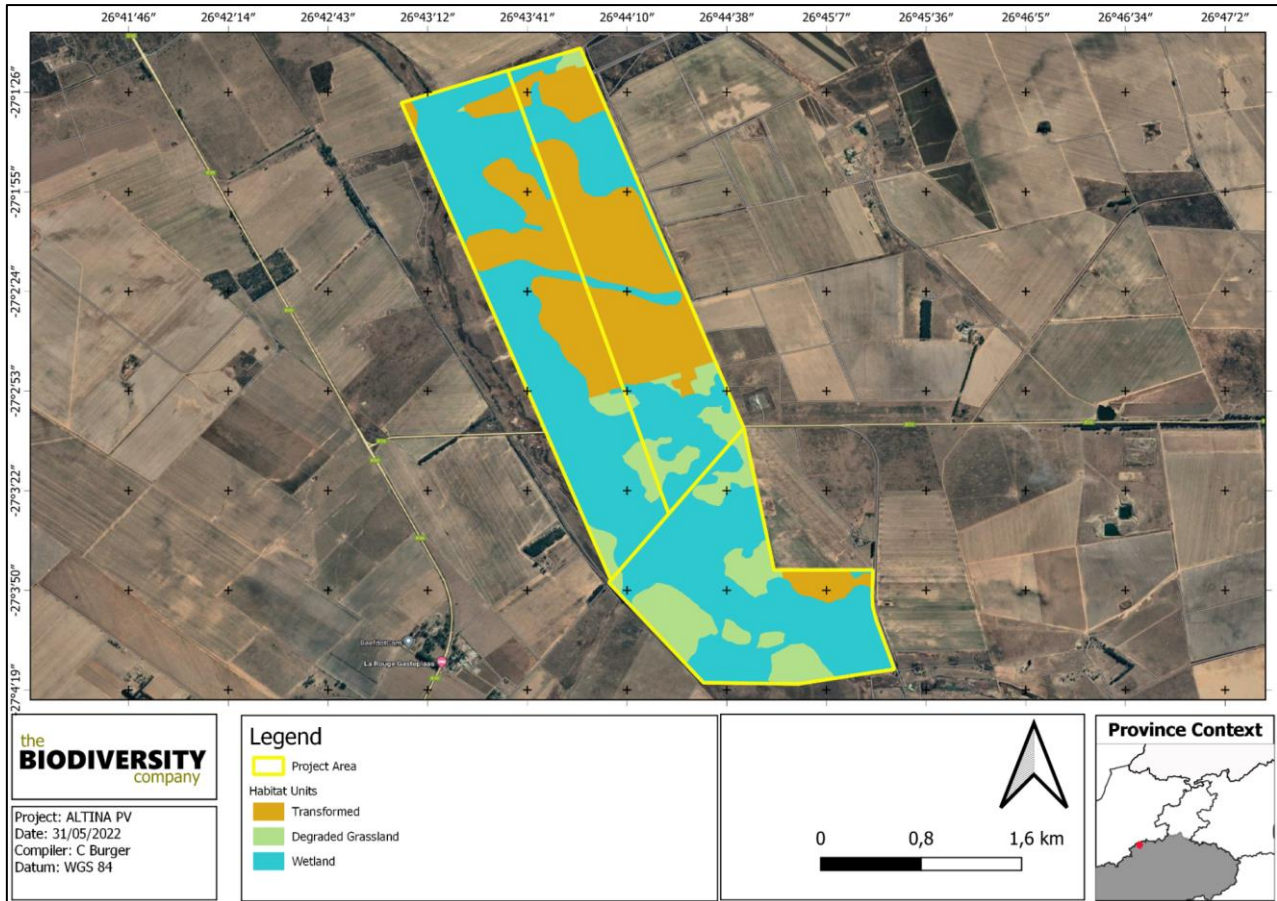 26°41′46″ 26°42′14″ 26°42′43″ 26°43′12″ 26°43′41″ 26°44′10″ 26°44′38″ 26°45′7″ 26°45′36″ 26°46′5″ 26°46′34″ 26°47′2″
-27°1′26″
-27°1′55″
-27°2′24″
-27°2′53″
-27°3′22″
-27°3′50″
-27°4′19″
La Rouge Gasteplaas
the
BIODIVERSITY
company
Project: ALTINA PV
Date: 31/05/2022
Compiler: C Burger
Datum: WGS 84
Legend
Project Area
Habitat Units
Transformed
Degraded Grassland
Wetland
0 0,8 1,6 km
Province Context